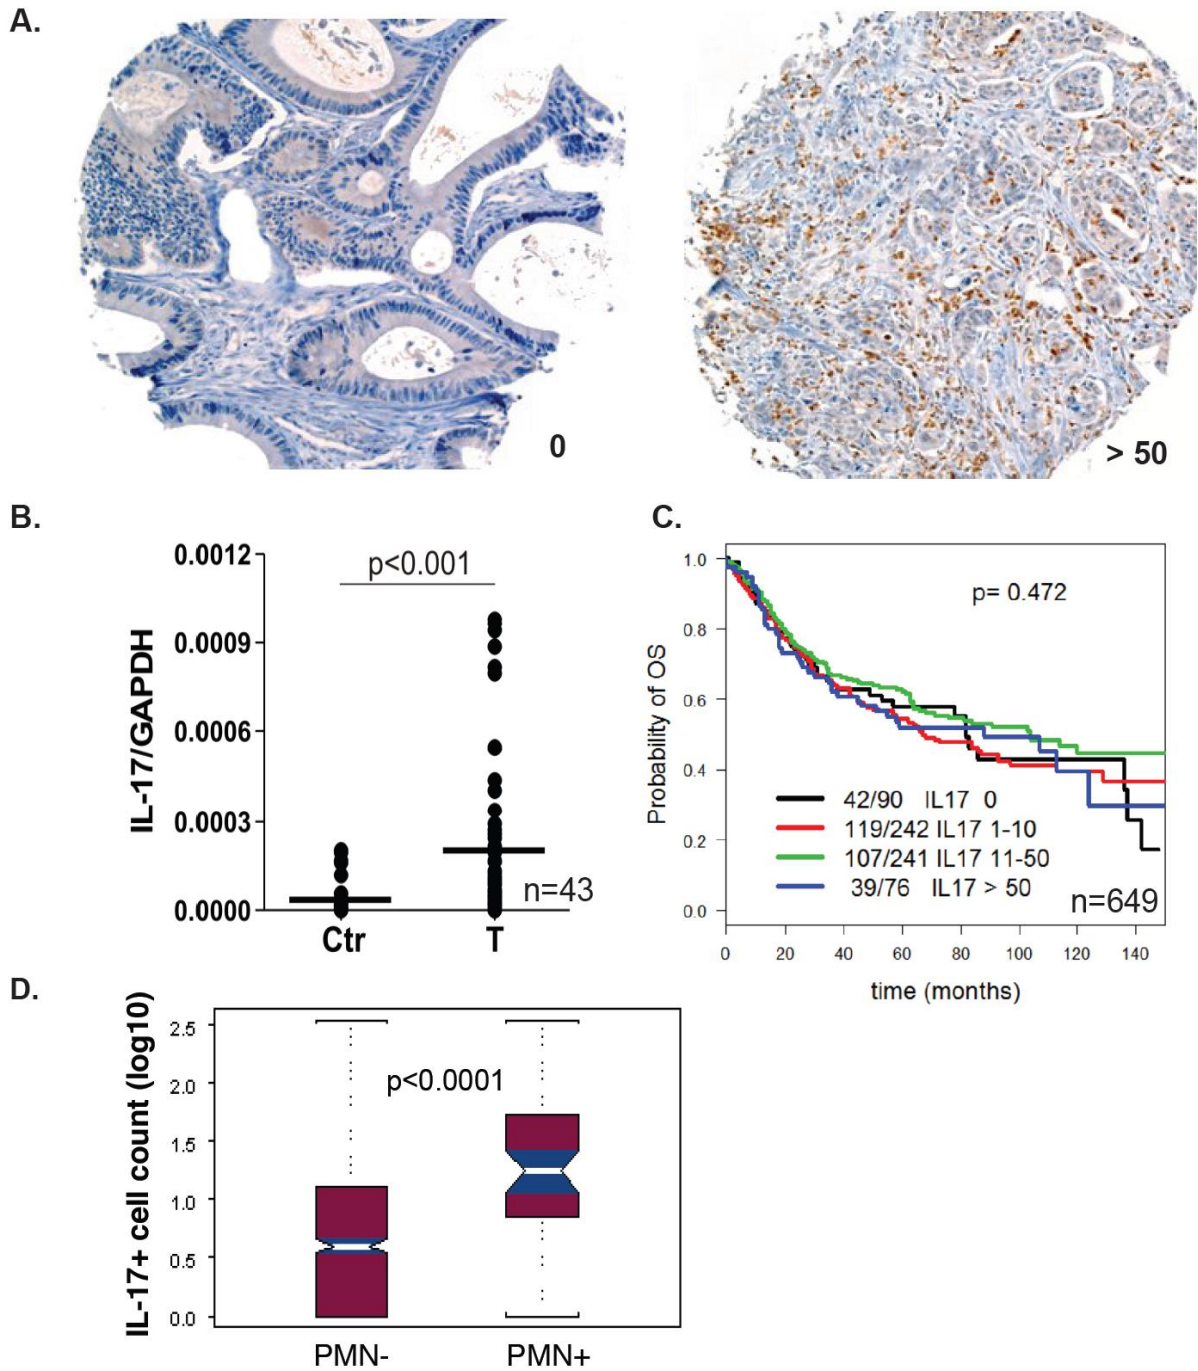 A.
0
> 50
B.
IL-17/GAPDH
0.0012
0.0009
0.0006
0.0003
0.0000
p<0.001
n=43
Ctr
T
C.
Probability of OS
1.0
0.8
0.6
0.4
0.2
0.0
p= 0.472
42/90 IL17 0
119/242 IL17 1-10
107/241 IL17 11-50
39/76 IL17 > 50
n=649
0 20 40 60 80 100 120 140
time (months)
D.
IL-17+ cell count (log10)
2.5
2.0
1.5
1.0
0.5
0.0
p<0.0001
PMN-
PMN+